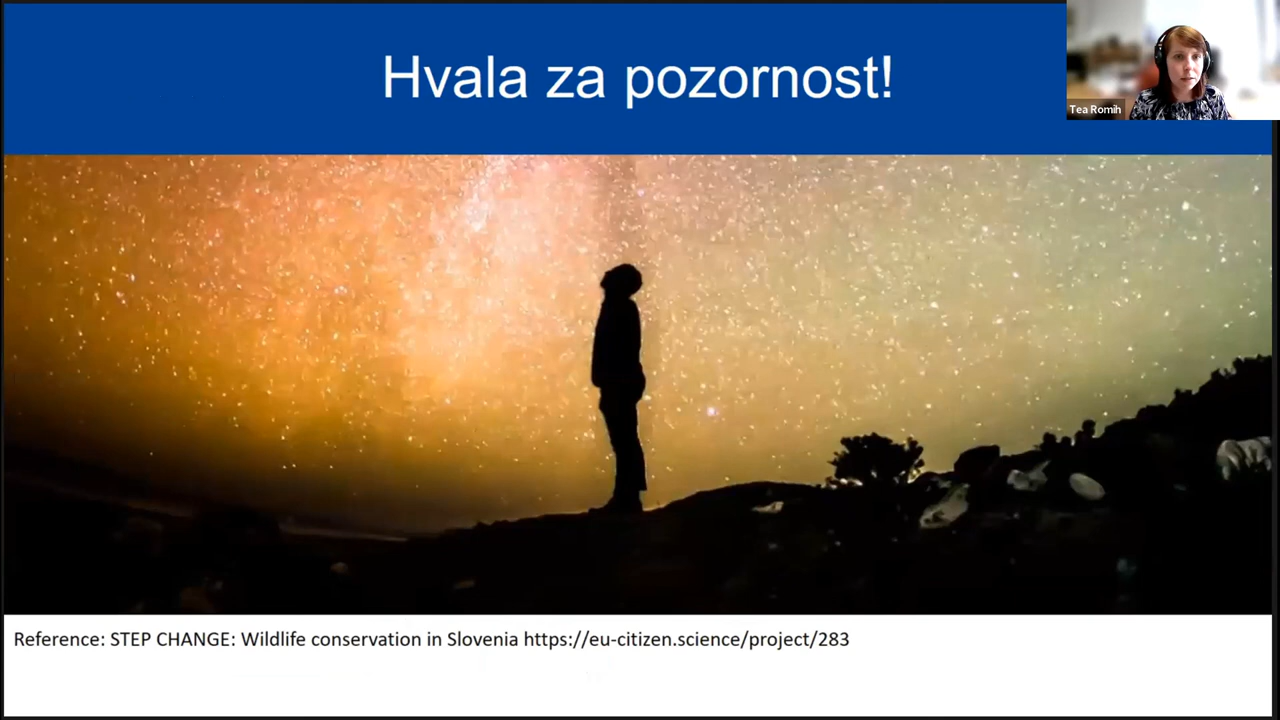 Hvala za pozornost!
Tea Romih
Reference: STEP CHANGE: Wildlife conservation in Slovenia https://eu-citizen.science/project/283